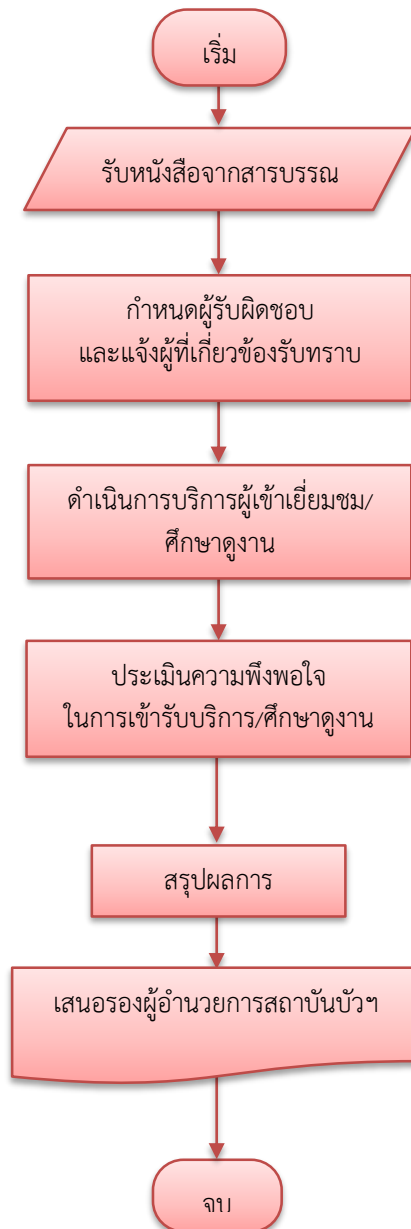 เริ่ม
รับหนังสือจากสารบรรณ
กำหนดผู้รับผิดชอบ
และแจ้งผู้ที่เกี่ยวข้องรับทราบ
ดำเนินการบริการผู้เข้าเยี่ยมชม/
ศึกษาดูงาน
ประเมินความพึงพอใจ
ในการเข้ารับบริการ/ศึกษาดูงาน
สรุปผลการ
เสนอรองผู้อำนวยการสถาบันบัวฯ
จบ